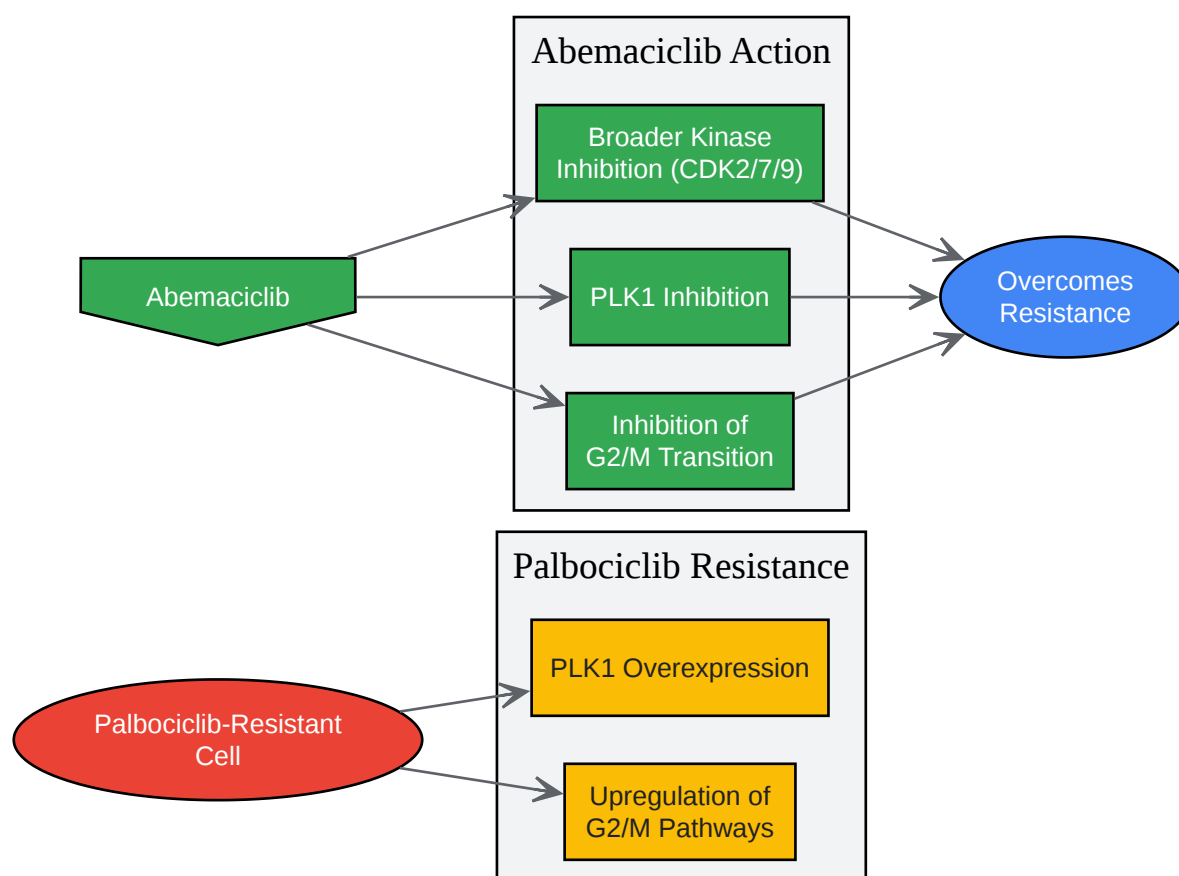 Abemaciclib Action
Broader Kinase
Inhibition (CDK2/7/9)
Abemaciclib
PLK1 Inhibition
Overcomes
Resistance
Inhibition of
G2/M Transition
Palbociclib Resistance
PLK1 Overexpression
Palbociclib-Resistant
Cell
Upregulation of
G2/M Pathways